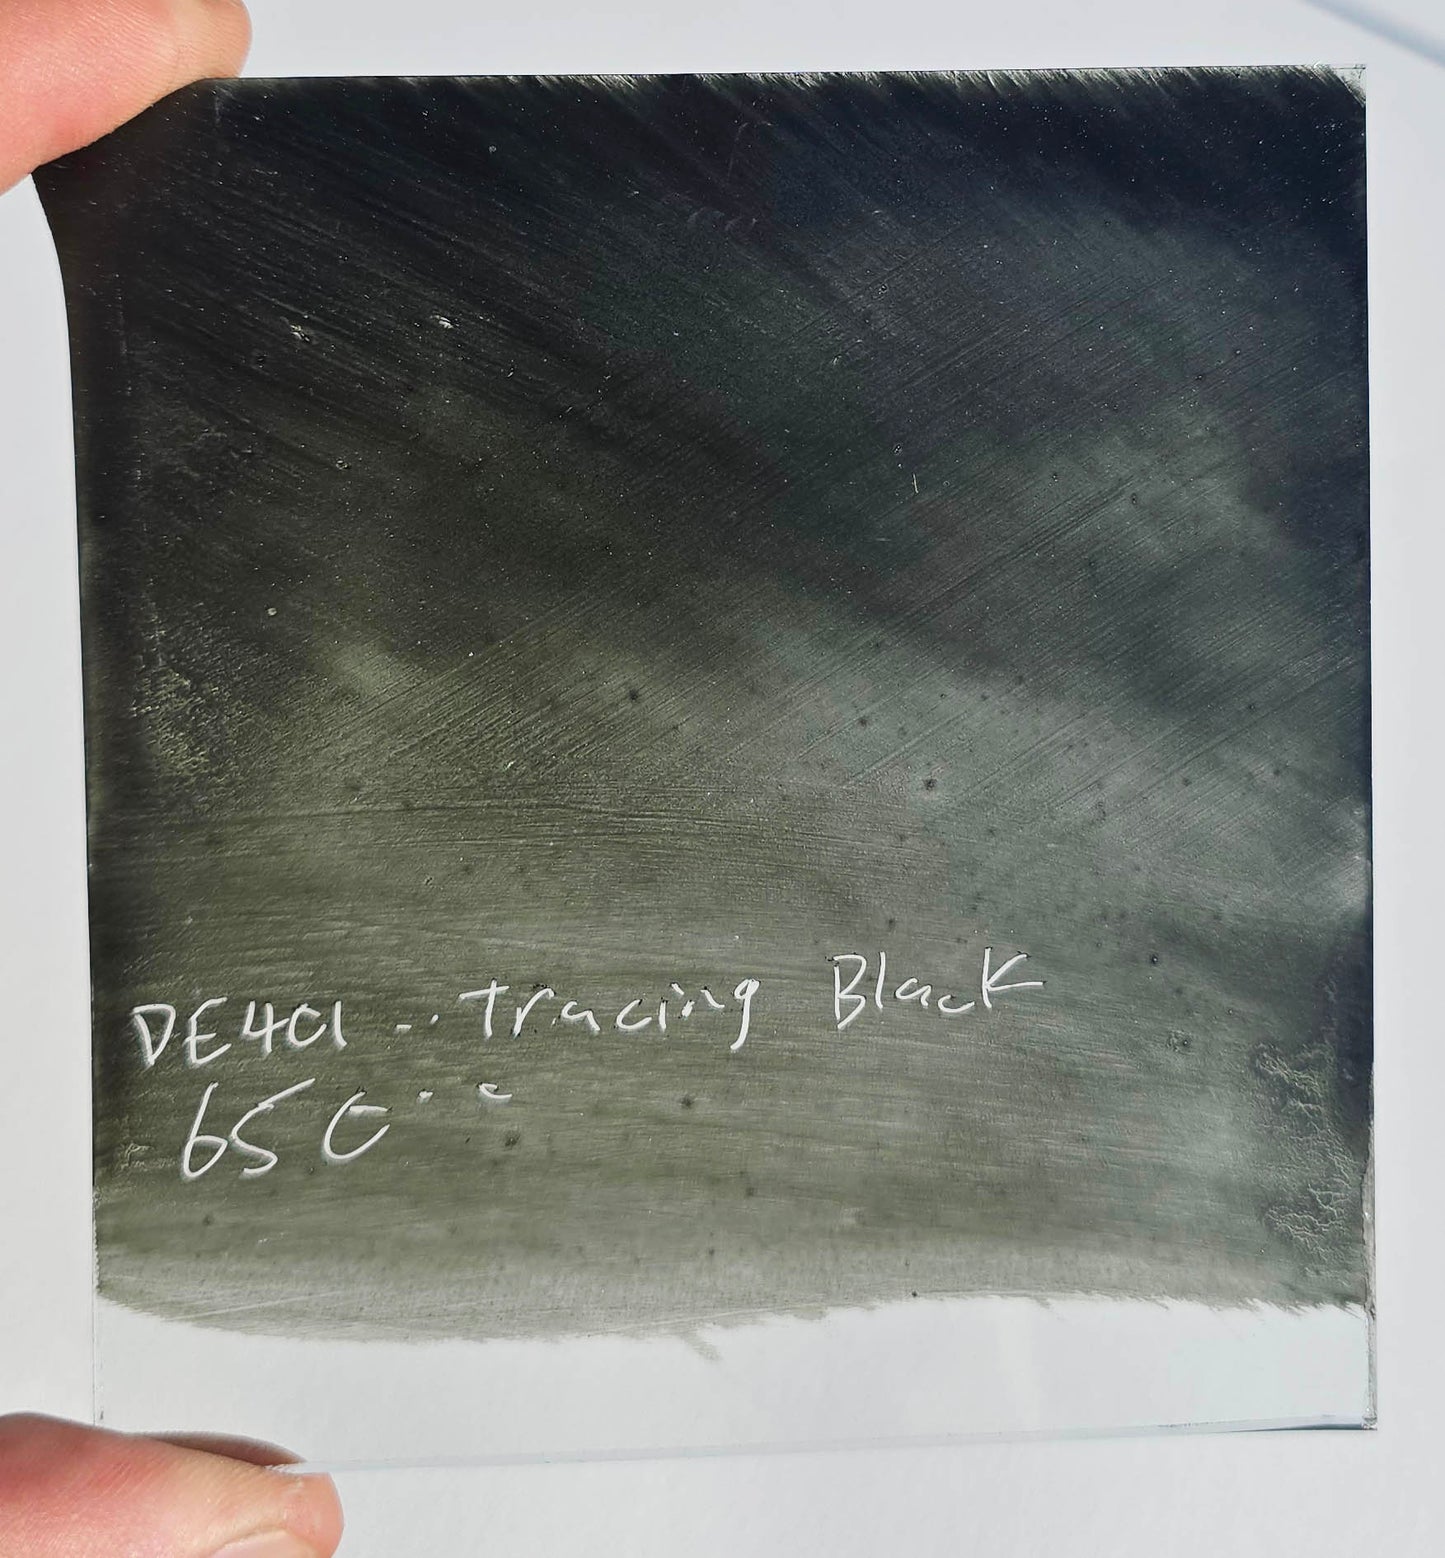 DE401 -- Tracing Black
650°C